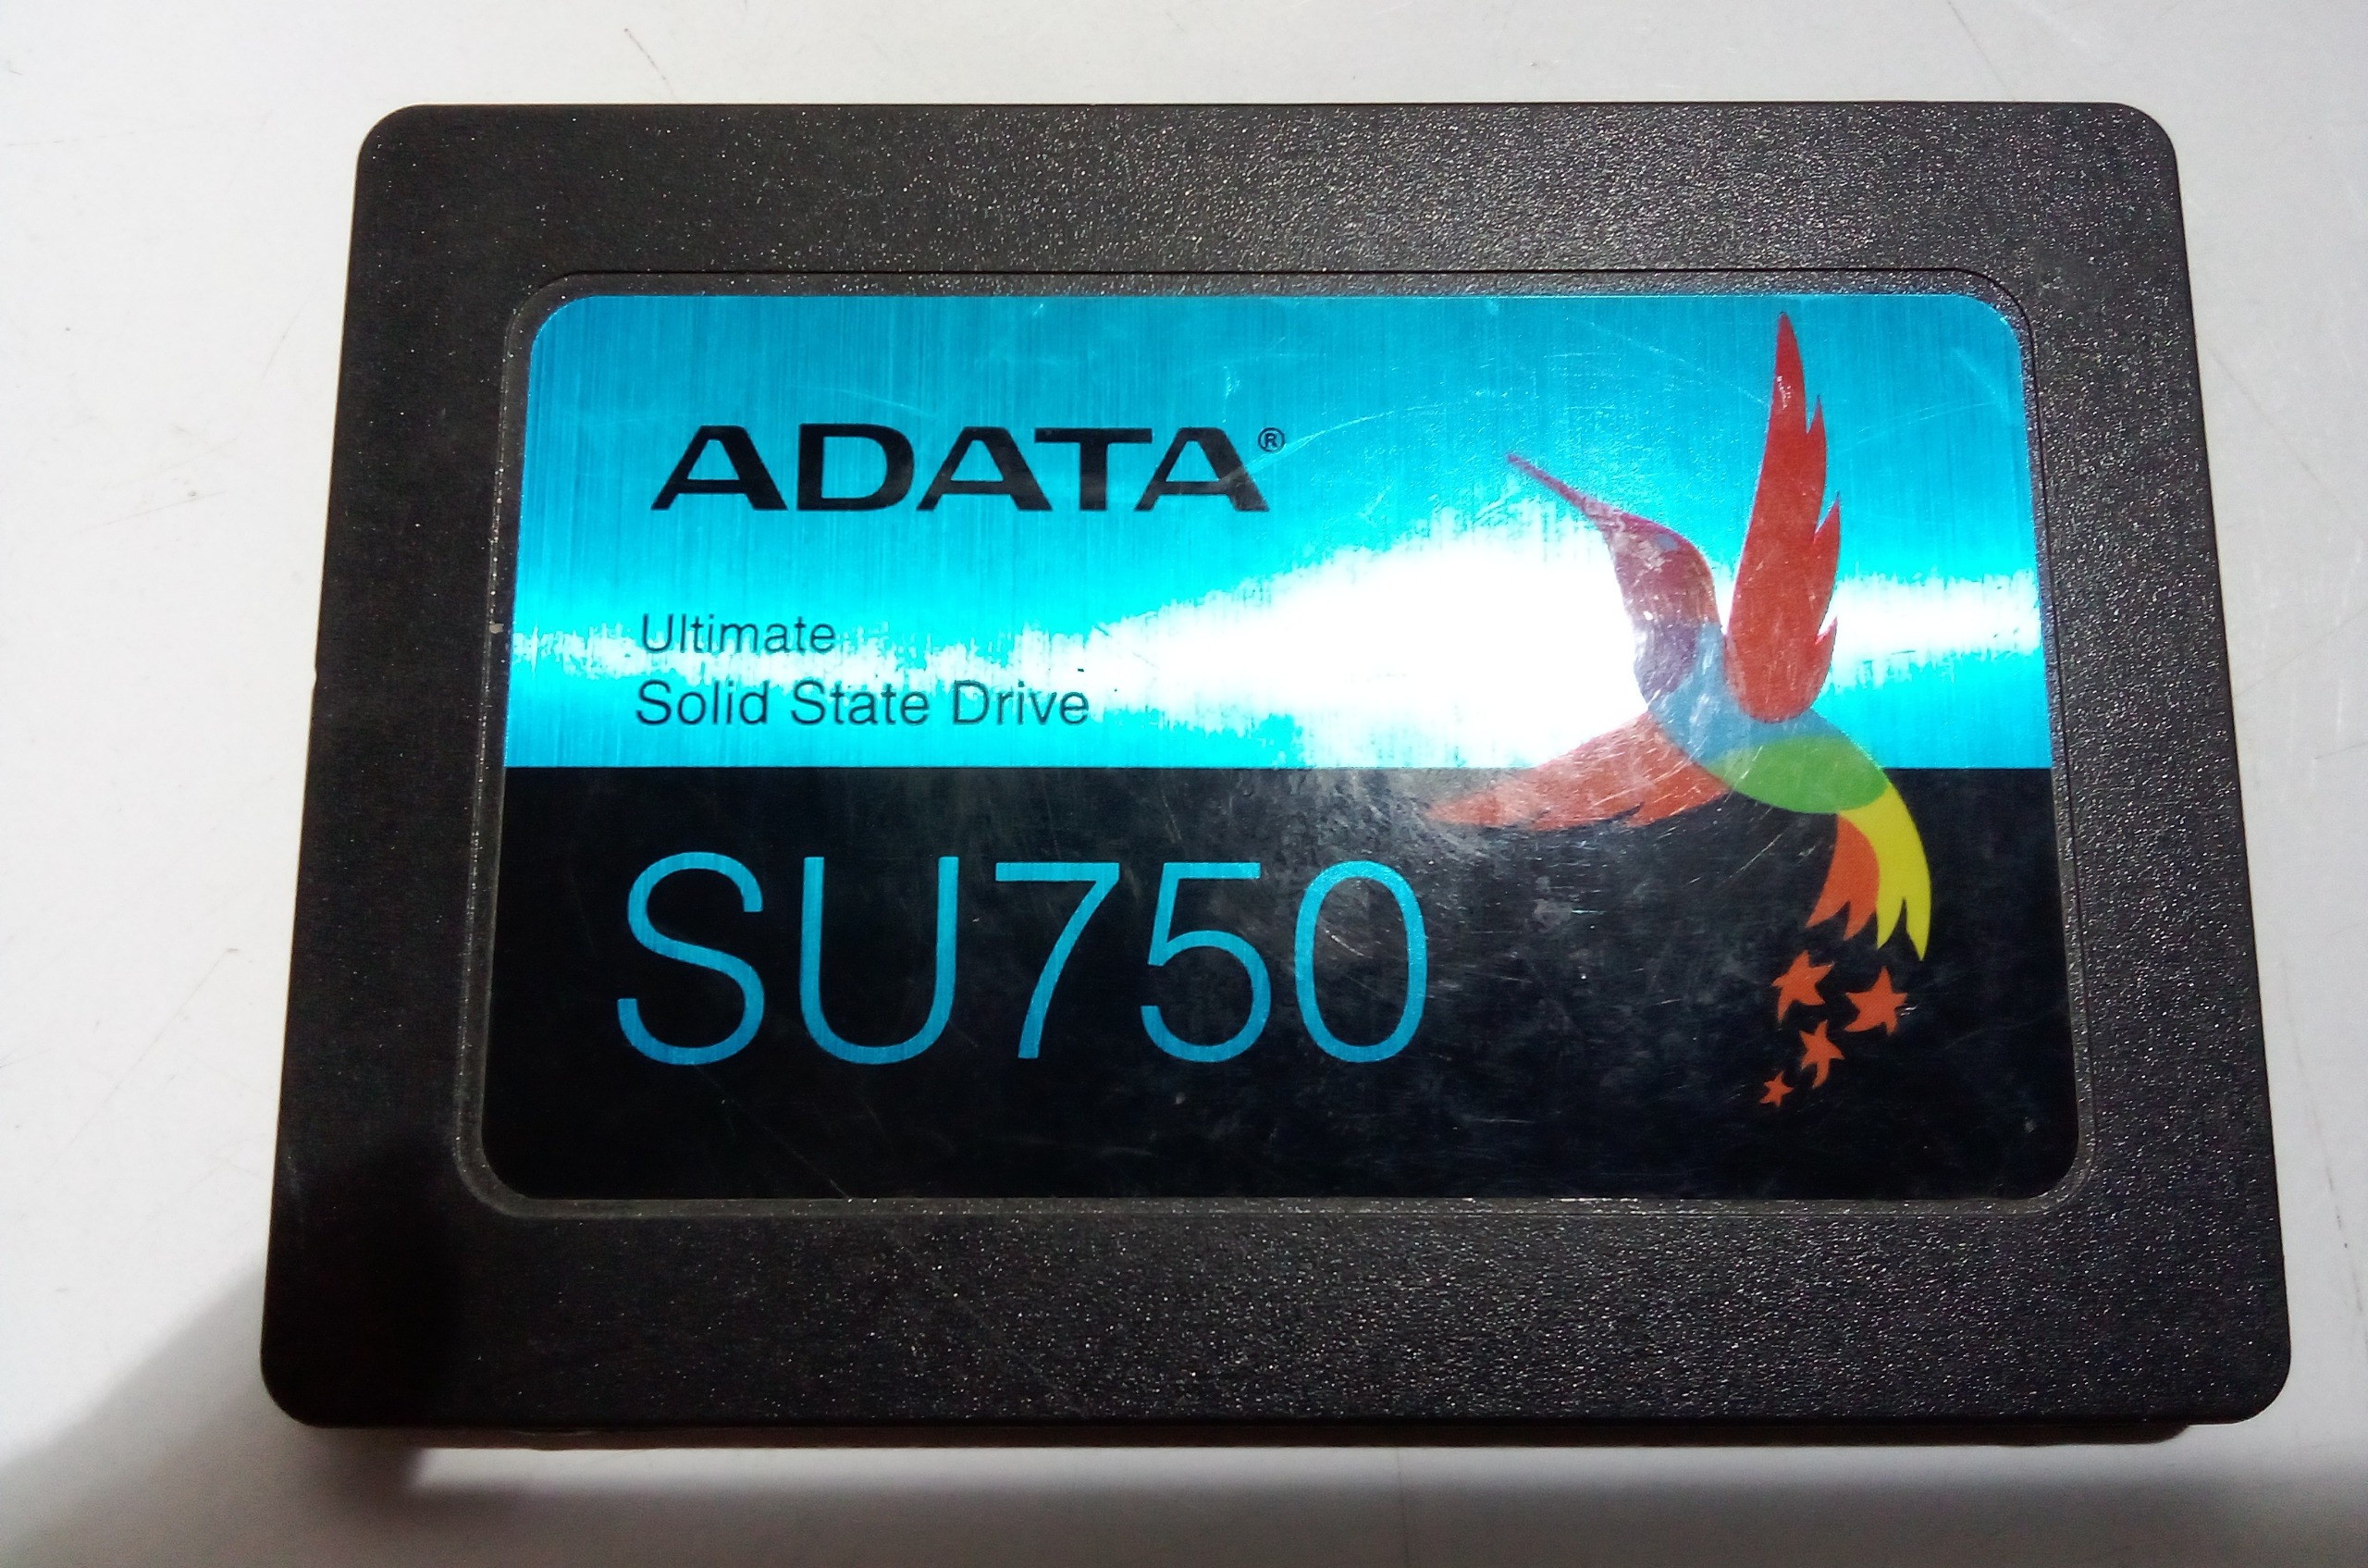 ADATA®
Ultimate
Solid State Drive
SU750